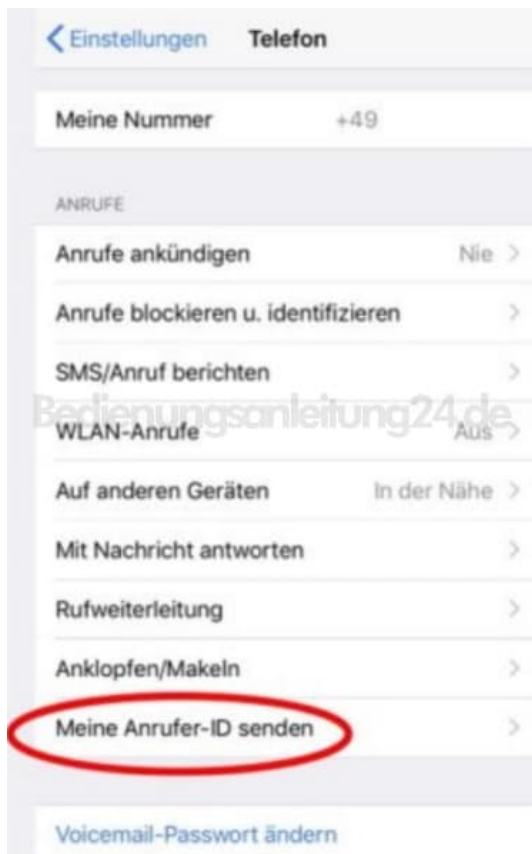 Einstellungen Telefon
Meine Nummer +49
ANRUFE
Anrufe ankündigen Nie
Anrufe blockieren u. identifizieren
SMS/Anruf berichten
Bedienungsanleitung24.de
WLAN-Anrufe Aus
Auf anderen Geräten In der Nähe
Mit Nachricht antworten
Rufweiterleitung
Anklopfen/Makeln
Meine Anrufer-ID senden
Voicemail-Passwort ändern